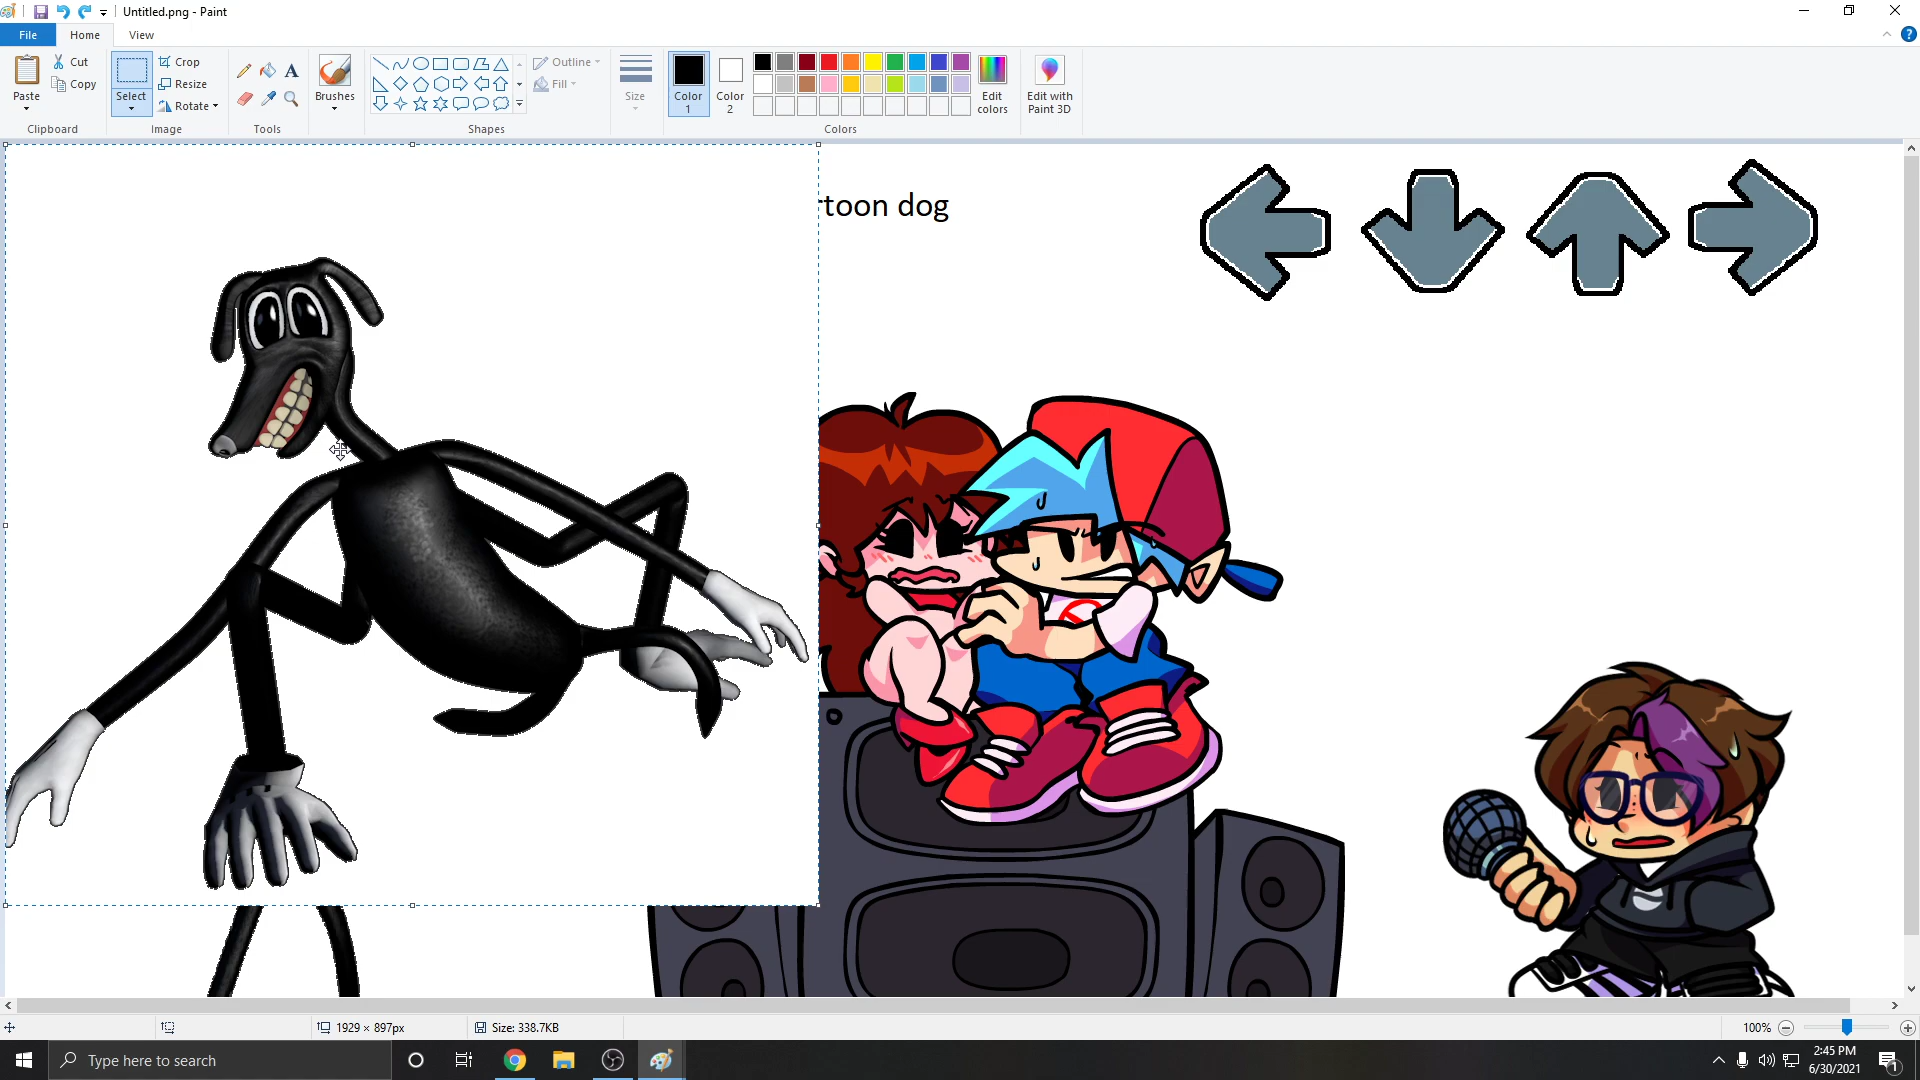 Untitled.png - Paint
File Home View
Paste
Cut
Copy
Clipboard
Select
Crop
Resize
Rotate
Image
A
Tools
Brushes
Outline
Fill
Shapes
Size
Color 1
Color 2
Edit colors
Colors
Edit with Paint 3D
rtoon dog
1929 × 897px
Size: 338.7KB
100%
Type here to search
2:45 PM
6/30/2021
1